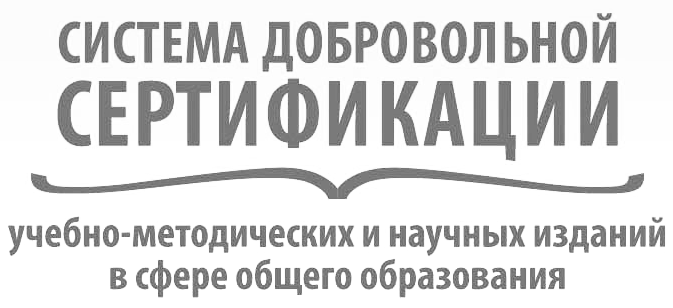 СИСТЕМА ДОБРОВОЛЬНОЙ
СЕРТИФИКАЦИИ
учебно-методических и научных изданий
в сфере общего образования